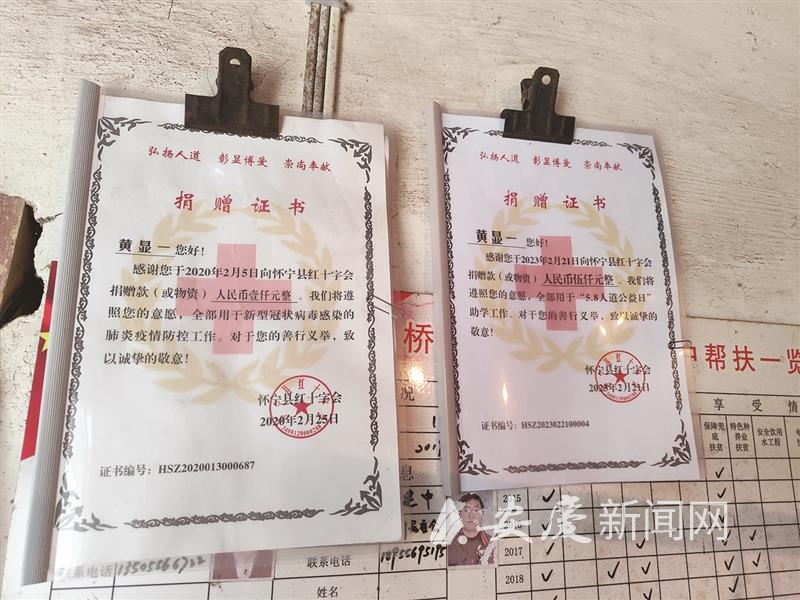 弘扬人道 彰显博爱 崇尚奉献
捐赠证书
黄显一 您好！
感谢您于2020年2月5日向怀宁县红十字会
捐赠款（或物资）人民币壹仟元整。我们将
遵照您的意愿，全部用于新型冠状病毒感染的
肺炎疫情防控工作。对于您的善行义举，致
以诚挚的敬意！
怀宁县红十字会
2020年2月25日
证书编号：HSZ2020013000687
弘扬人道 彰显博爱 崇尚奉献
捐赠证书
黄显一 您好！
感谢您于2023年2月21日向怀宁县红十字会
捐赠款（或物资）人民币伍仟元整。我们将
遵照您的意愿，全部用于“5.8人道公益日”
助学工作。对于您的善行义举，致以诚挚的
敬意！
怀宁县红十字会
2023年2月21日
证书编号：HSZ2023022100004
桥
户帮扶一览
况
享受情
保障兜底扶贫
特色种养业扶贫
安全饮用水工程
息
2015 ✓
2016
2017 ✓
2018 ✓
联系电话
联系电话
姓名
安庆新闻网